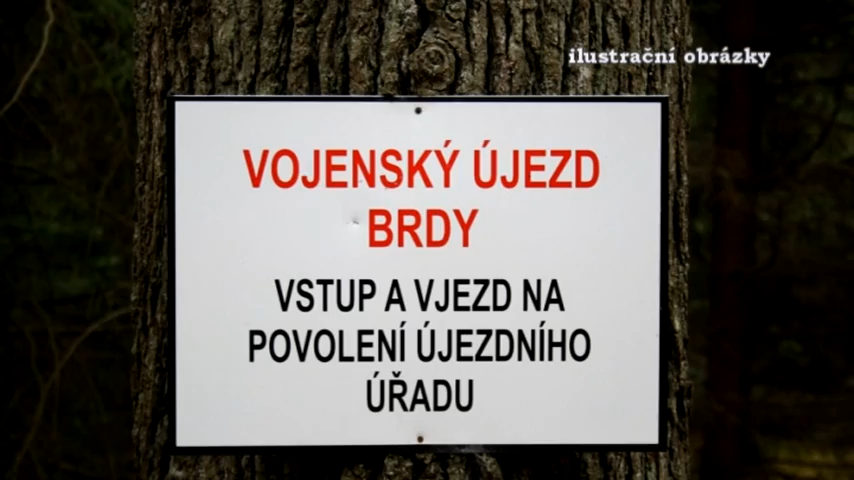 ilustrační obrázky
VOJENSKÝ ÚJEZD
BRDY
VSTUP A VJEZD NA
POVOLENÍ ÚJEZDNÍHO
ÚŘADU